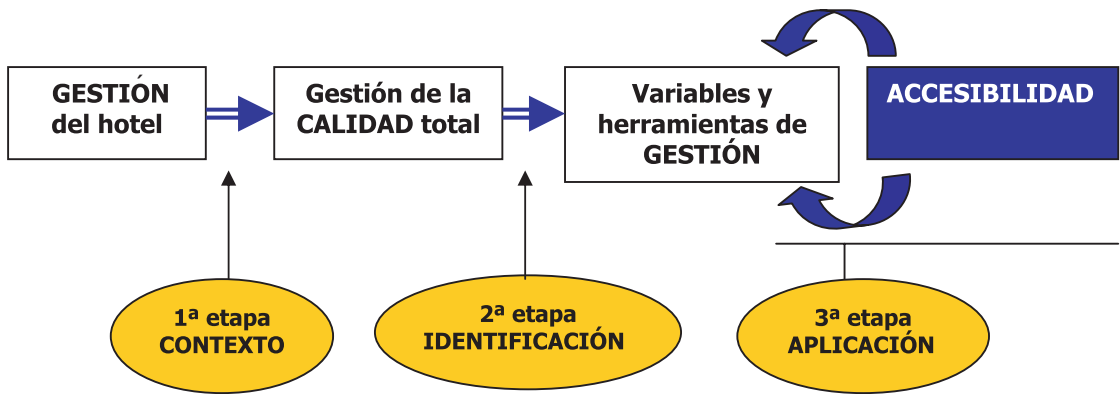 GESTIÓN
del hotel
Gestión de la
CALIDAD total
Variables y
herramientas de
GESTIÓN
ACCESIBILIDAD
1ª etapa
CONTEXTO
2ª etapa
IDENTIFICACIÓN
3ª etapa
APLICACIÓN